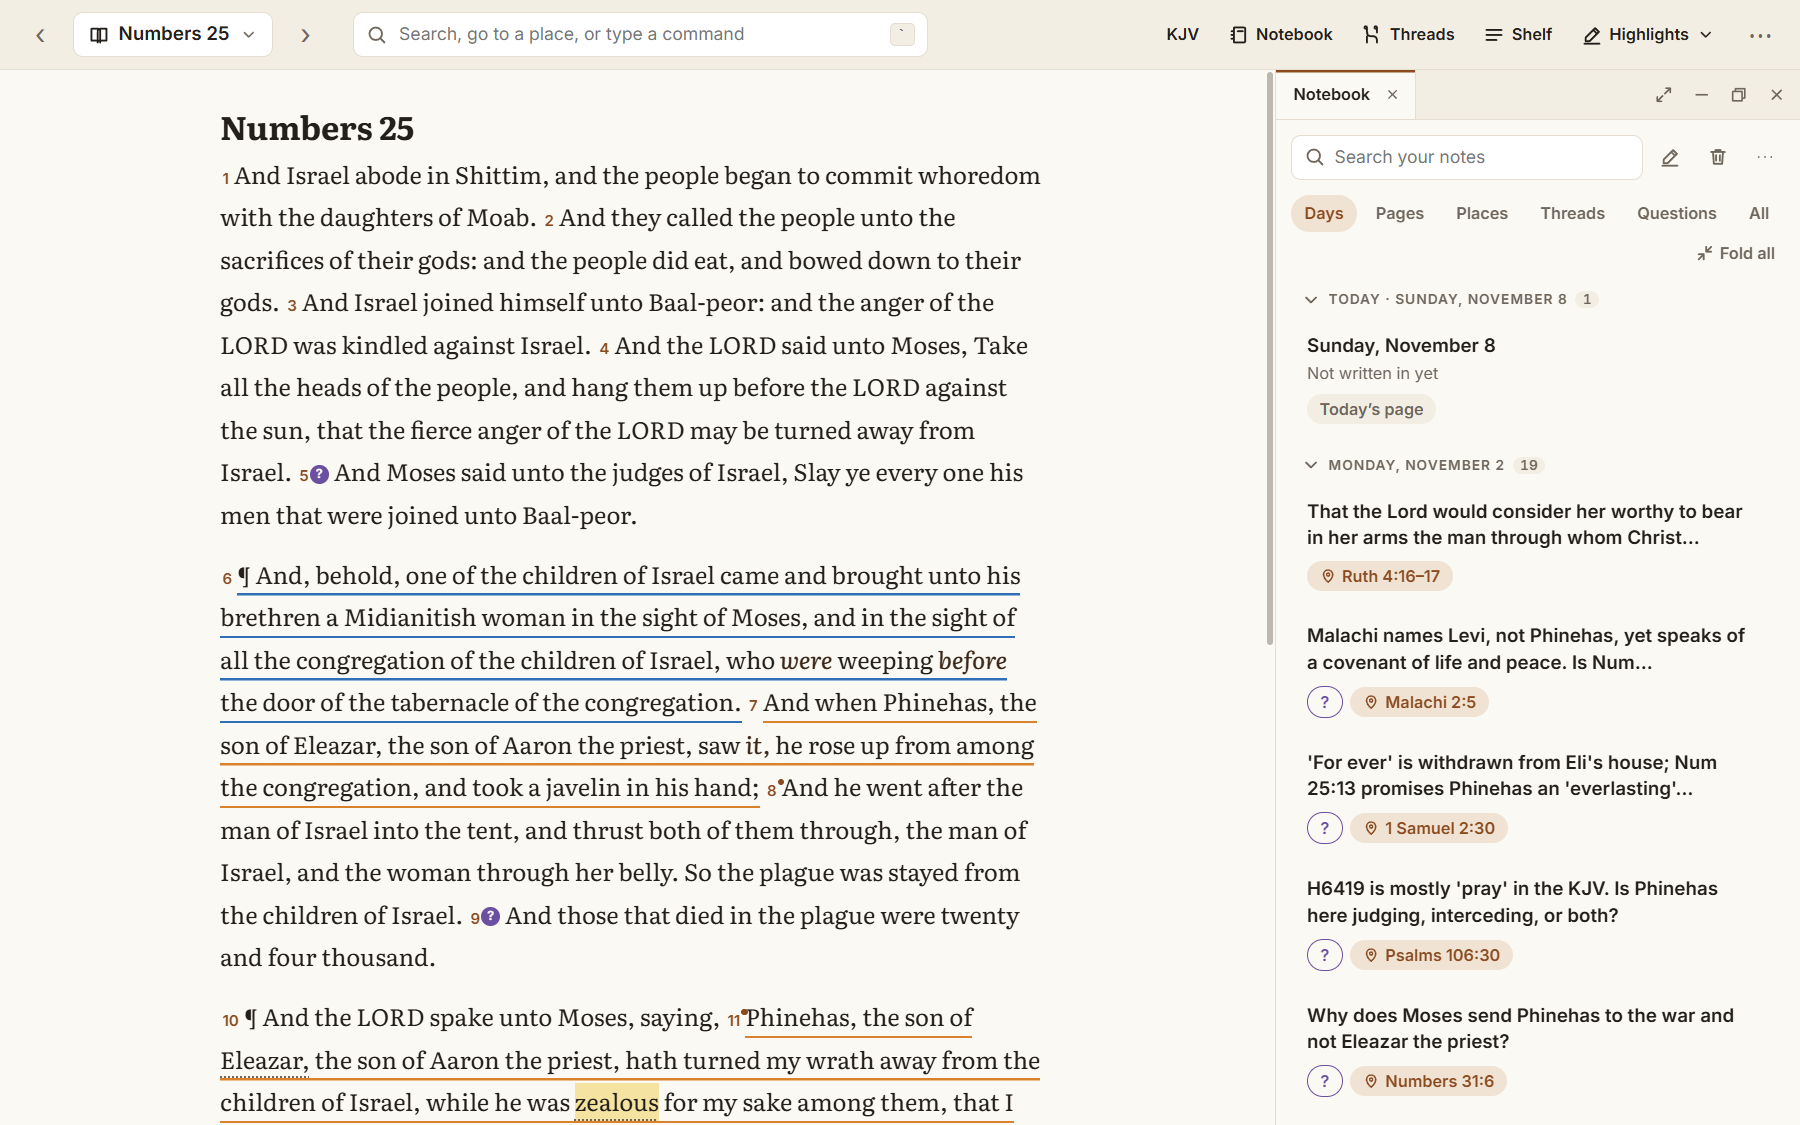 Numbers 25
Search, go to a place, or type a command
`
KJV
Notebook
Threads
Shelf
Highlights
Numbers 25
1 And Israel abode in Shittim, and the people began to commit whoredom
with the daughters of Moab. 2 And they called the people unto the
sacrifices of their gods: and the people did eat, and bowed down to their
gods. 3 And Israel joined himself unto Baal-peor: and the anger of the
LORD was kindled against Israel. 4 And the LORD said unto Moses, Take
all the heads of the people, and hang them up before the LORD against
the sun, that the fierce anger of the LORD may be turned away from
Israel. 5 ? And Moses said unto the judges of Israel, Slay ye every one his
men that were joined unto Baal-peor.
6 ¶ And, behold, one of the children of Israel came and brought unto his
brethren a Midianitish woman in the sight of Moses, and in the sight of
all the congregation of the children of Israel, who were weeping before
the door of the tabernacle of the congregation. 7 And when Phinehas, the
son of Eleazar, the son of Aaron the priest, saw it, he rose up from among
the congregation, and took a javelin in his hand; 8 And he went after the
man of Israel into the tent, and thrust both of them through, the man of
Israel, and the woman through her belly. So the plague was stayed from
the children of Israel. 9 ? And those that died in the plague were twenty
and four thousand.
10 ¶ And the LORD spake unto Moses, saying, 11 Phinehas, the son of
Eleazar, the son of Aaron the priest, hath turned my wrath away from the
children of Israel, while he was zealous for my sake among them, that I
Notebook
Search your notes
Days
Pages
Places
Threads
Questions
All
Fold all
TODAY · SUNDAY, NOVEMBER 8 1
Sunday, November 8
Not written in yet
Today’s page
MONDAY, NOVEMBER 2 19
That the Lord would consider her worthy to bear
in her arms the man through whom Christ…
Ruth 4:16–17
Malachi names Levi, not Phinehas, yet speaks of
a covenant of life and peace. Is Num…
? Malachi 2:5
'For ever' is withdrawn from Eli's house; Num
25:13 promises Phinehas an 'everlasting'…
? 1 Samuel 2:30
H6419 is mostly 'pray' in the KJV. Is Phinehas
here judging, interceding, or both?
? Psalms 106:30
Why does Moses send Phinehas to the war and
not Eleazar the priest?
? Numbers 31:6